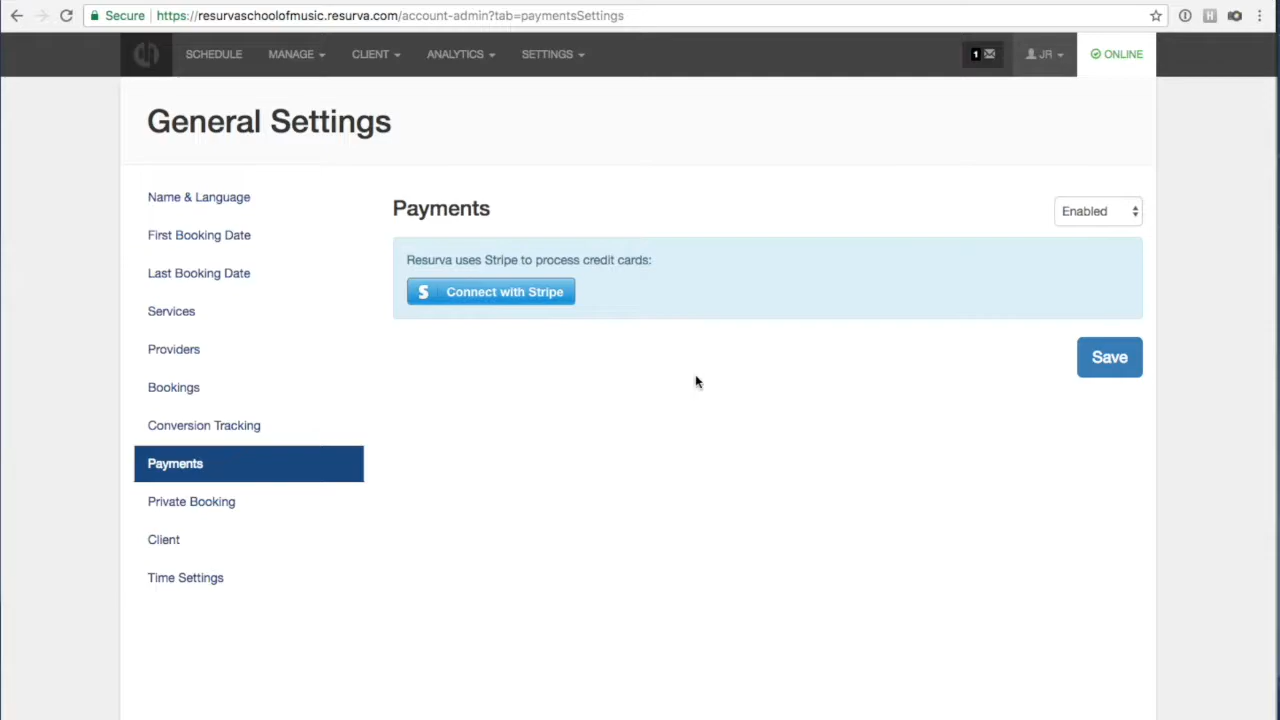 Secure https://resurvaschoolofmusic.resurva.com/account-admin?tab=paymentsSettings
SCHEDULE MANAGE CLIENT ANALYTICS SETTINGS 1 JR ONLINE
General Settings
Name & Language
First Booking Date
Last Booking Date
Services
Providers
Bookings
Conversion Tracking
Payments
Private Booking
Client
Time Settings
Payments
Enabled
Resurva uses Stripe to process credit cards:
S Connect with Stripe
Save